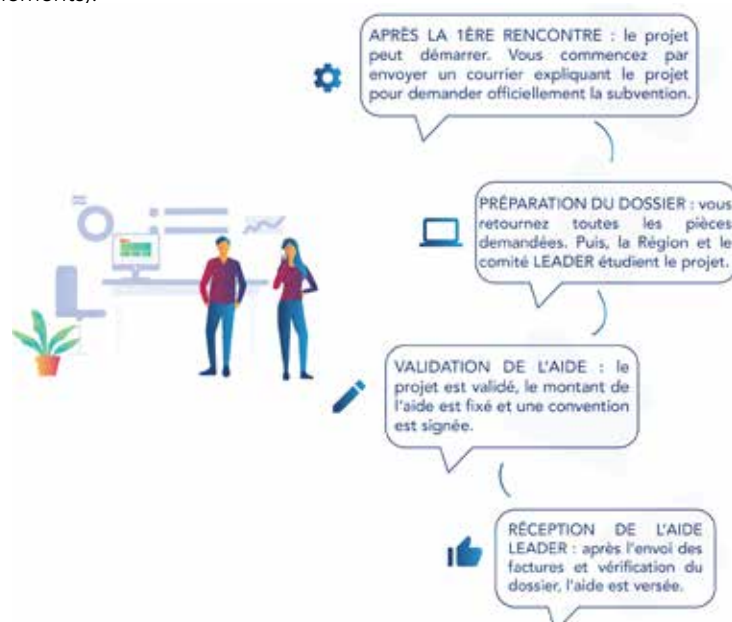 APRÈS LA 1ÈRE RENCONTRE : le projet
peut démarrer. Vous commencez par
envoyer un courrier expliquant le projet
pour demander officiellement la subvention.
PRÉPARATION DU DOSSIER : vous
retournez toutes les pièces
demandées. Puis, la Région et le
comité LEADER étudient le projet.
VALIDATION DE L'AIDE : le
projet est validé, le montant de
l'aide est fixé et une convention
est signée.
RÉCEPTION DE L'AIDE
LEADER : après l'envoi des
factures et vérification du
dossier, l'aide est versée.